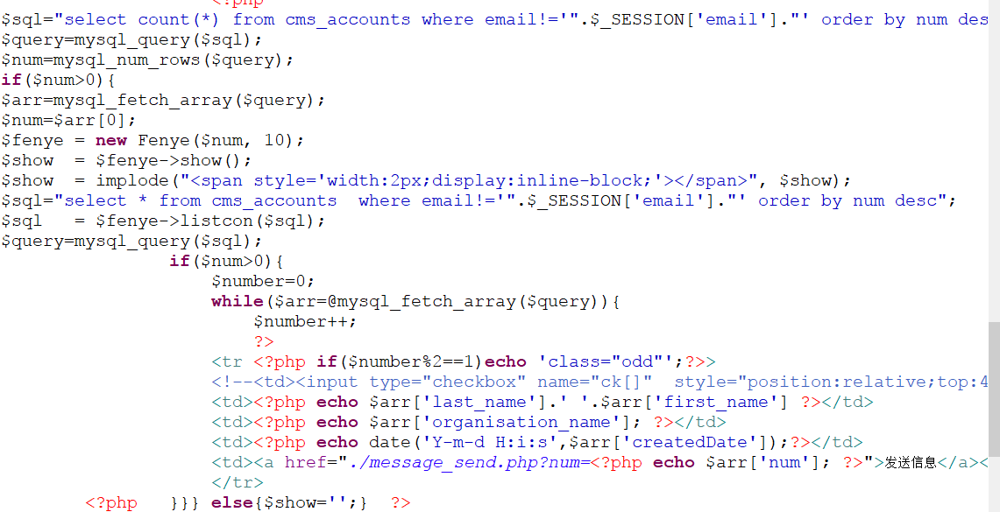 <?php
$sql="select count(*) from cms_accounts where email!='".$_SESSION['email']."' order by num des
$query=mysql_query($sql);
$num=mysql_num_rows($query);
if($num>0){
$arr=mysql_fetch_array($query);
$num=$arr[0];
$fenye = new Fenye($num, 10);
$show  = $fenye->show();
$show  = implode("<span style='width:2px;display:inline-block;'></span>", $show);
$sql="select * from cms_accounts  where email!='".$_SESSION['email']."' order by num desc";
$sql   = $fenye->listcon($sql);
$query=mysql_query($sql);
if($num>0){
$number=0;
while($arr=@mysql_fetch_array($query)){
$number++;
?>
<tr <?php if($number%2==1)echo 'class="odd"';?>>
<!--<td><input type="checkbox" name="ck[]"  style="position:relative;top:4
<td><?php echo $arr['last_name'].' '.$arr['first_name'] ?></td>
<td><?php echo $arr['organisation_name']; ?></td>
<td><?php echo date('Y-m-d H:i:s',$arr['createdDate']);?></td>
<td><a href="./message_send.php?num=<?php echo $arr['num']; ?>">发送信息</a><
</tr>
<?php   }}} else{$show='';}  ?>